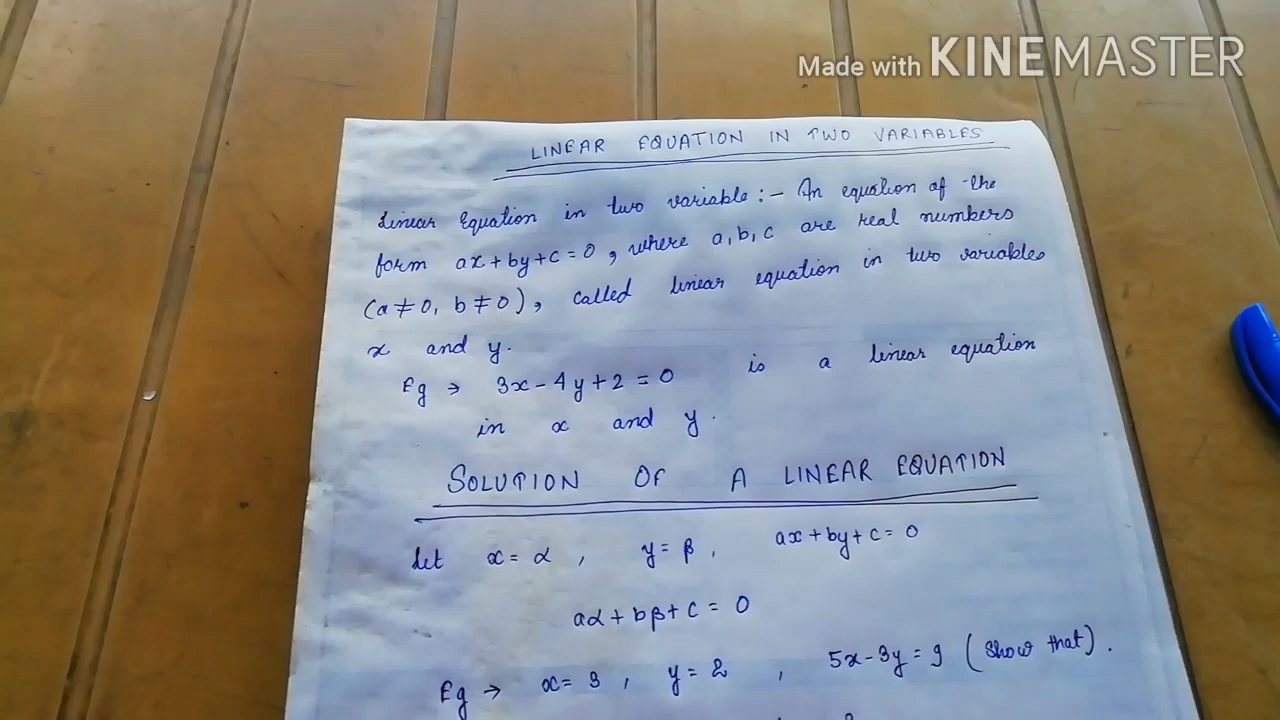 Made with KINEMASTER
LINEAR EQUATION IN TWO VARIABLES
Linear Equation in two variable :- An equation of the
form ax+by+c=0, where a, b, c are real numbers
(a≠0, b≠0), called linear equation in two variables
x and y.
Eg → 3x-4y+2=0 is a linear equation
in x and y.
SOLUTION OF A LINEAR EQUATION
Let x=α, y=β, ax+by+c=0
aα+bβ+c=0
Eg → x=3, y=2, 5x-3y=9 (show that).